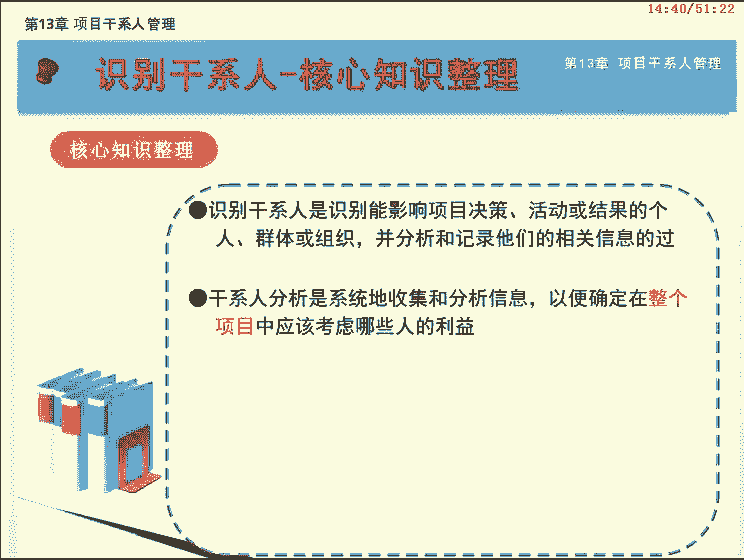 14:40/51:22
第13章 项目干系人管理
识别干系人-核心知识整理
第13章 项目干系人管理
核心知识整理
●识别干系人是识别能影响项目决策、活动或结果的个
人、群体或组织，并分析和记录他们的相关信息的过
●干系人分析是系统地收集和分析信息，以便确定在整个
项目中应该考虑哪些人的利益